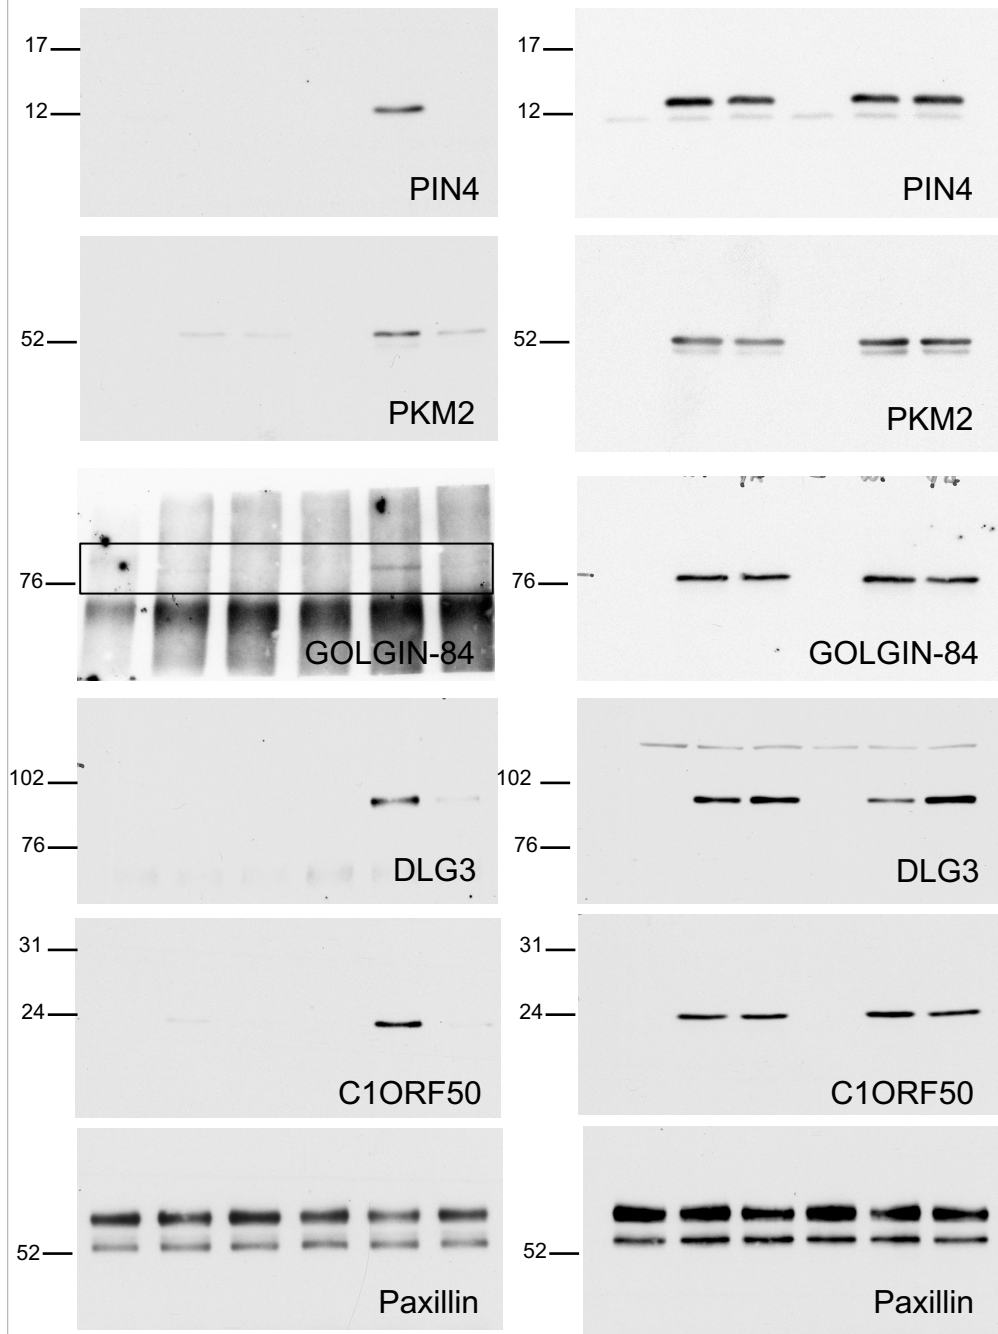 17 17
12 12
PIN4 PIN4
52 52
PKM2 PKM2
76 76
GOLGIN-84 GOLGIN-84
102 102
76 76
DLG3 DLG3
31 31
24 24
C1ORF50 C1ORF50
52 52
Paxillin Paxillin